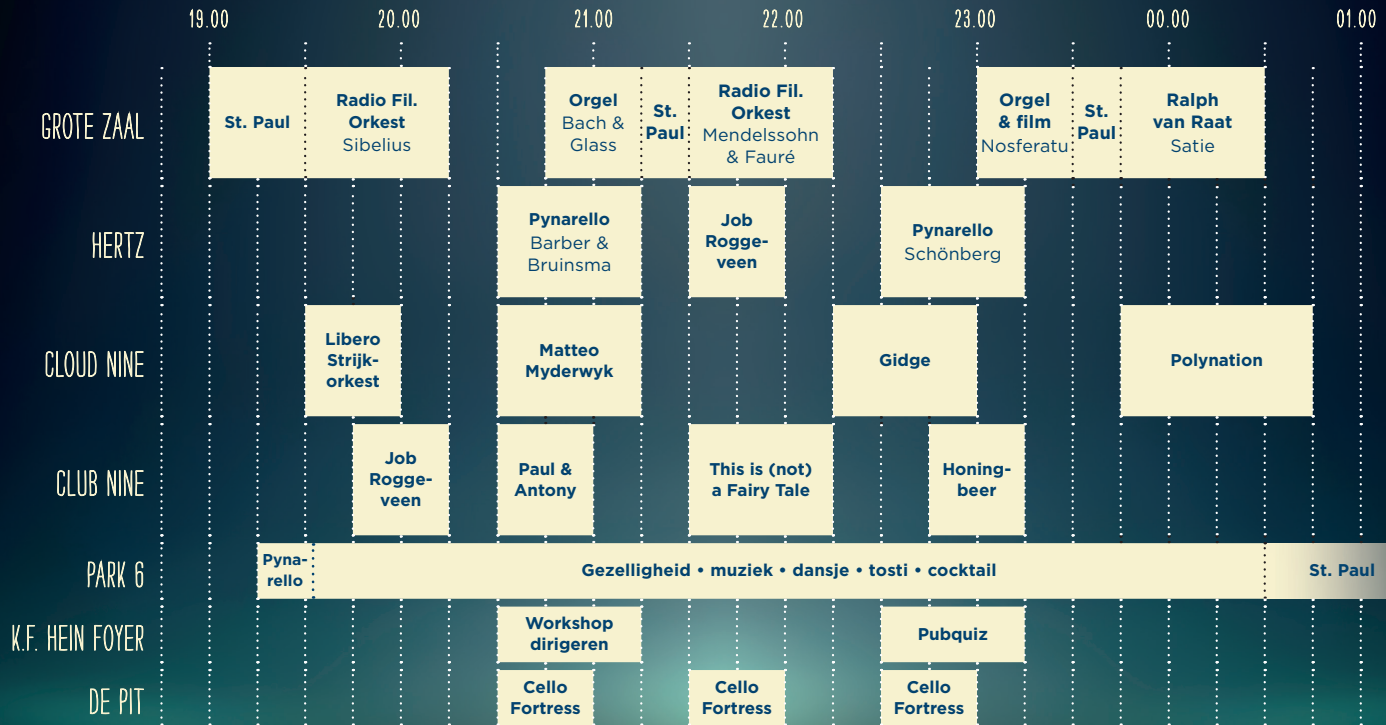 19.00 20.00 21.00 22.00 23.00 00.00 01.00
GROTE ZAAL
St. Paul
Radio Fil.
Orkest
Sibelius
Orgel
Bach &
Glass
St.
Paul
Radio Fil.
Orkest
Mendelssohn
& Fauré
Orgel
& film
Nosferatu
St.
Paul
Ralph
van Raat
Satie
HERTZ
Pynarello
Barber &
Bruinsma
Job
Rogge-
veen
Pynarello
Schönberg
CLOUD NINE
Libero
Strijk-
orkest
Matteo
Myderwyk
Gidge
Polynation
CLUB NINE
Job
Rogge-
veen
Paul &
Antony
This is (not)
a Fairy Tale
Honing-
beer
PARK 6
Pyna-
rello
Gezelligheid • muziek • dansje • tosti • cocktail
St. Paul
K.F. HEIN FOYER
Workshop
dirigeren
Pubquiz
DE PIT
Cello
Fortress
Cello
Fortress
Cello
Fortress